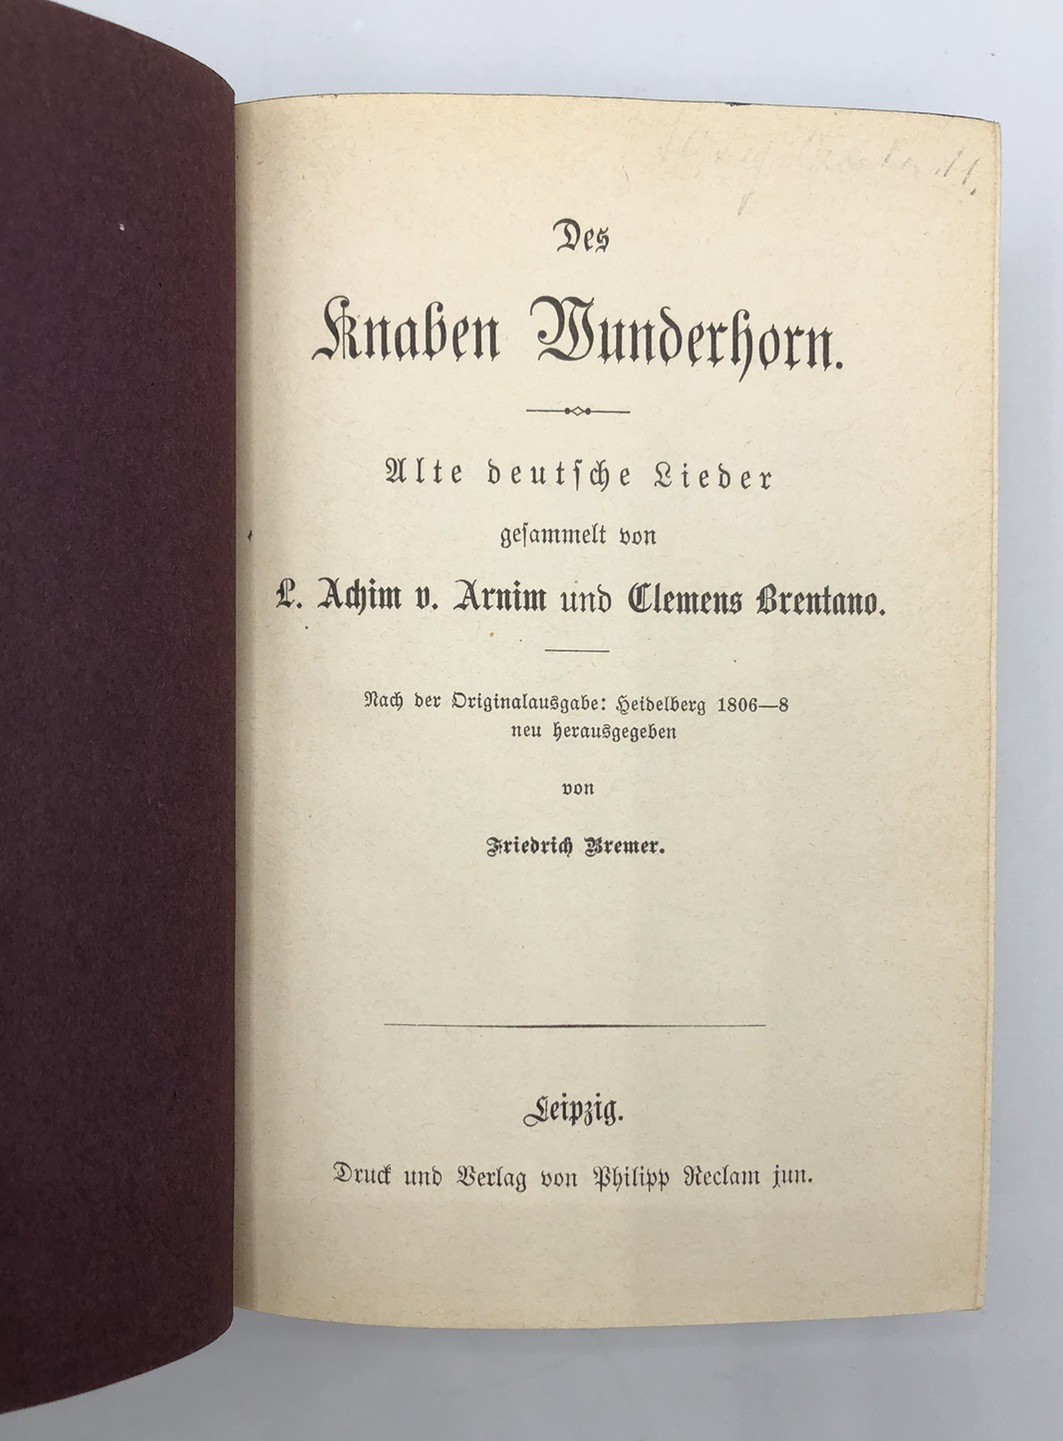 Des
Knaben Wunderhorn.
Alte deutſche Lieder
geſammelt von
L. Achim v. Arnim und Clemens Brentano.
Nach der Originalausgabe: Heidelberg 1806—8
neu herausgegeben
von
Friedrich Bremer.
Leipzig.
Druck und Verlag von Philipp Reclam jun.